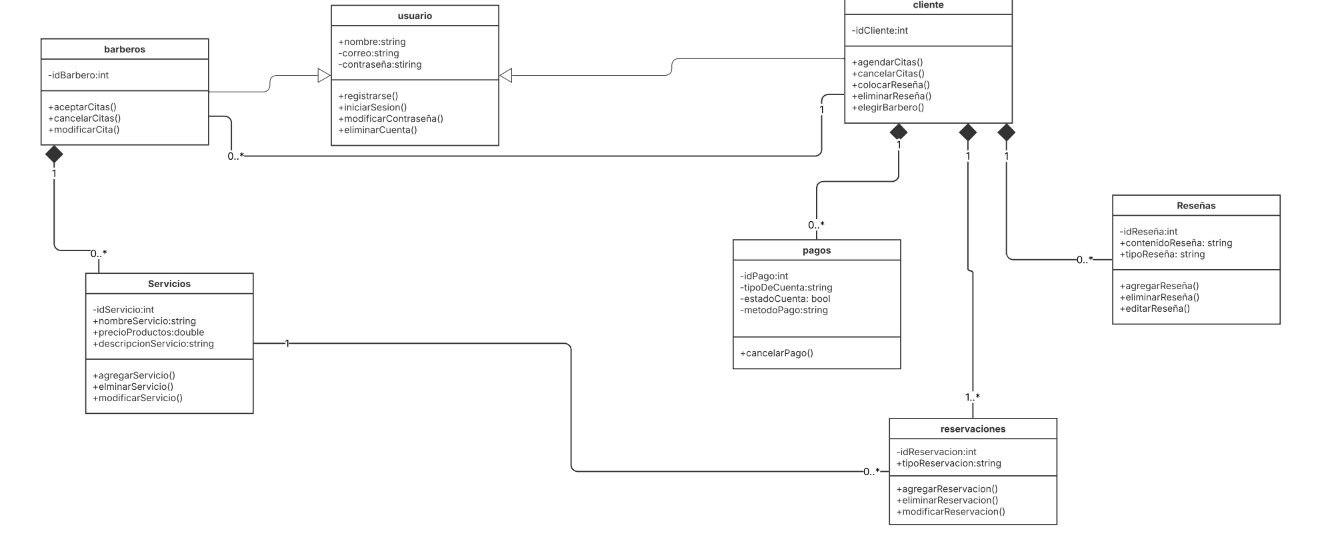 usuario
+nombre:string
-correo:string
-contraseña:stiring
+registrarse()
+iniciarSesion()
+modificarContraseña()
+eliminarCuenta()
cliente
-idCliente:int
+agendarCitas()
+cancelarCitas()
+colocarReseña()
+eliminarReseña()
+elegirBarbero()
barberos
-idBarbero:int
+aceptarCitas()
+cancelarCitas()
+modificarCita()
1
0..*
1
1
1
1
0..*
0..*
0..*
1..*
Servicios
-idServicio:int
+nombreServicio:string
+precioProductos:double
+descripcionServicio:string
+agregarServicio()
+elminarServicio()
+modificarServicio()
1
0..*
pagos
-idPago:int
-tipoDeCuenta:string
-estadoCuenta: bool
-metodoPago:string
+cancelarPago()
Reseñas
-idReseña:int
+contenidoReseña: string
+tipoReseña: string
+agregarReseña()
+eliminarReseña()
+editarReseña()
reservaciones
-idReservacion:int
+tipoReservacion:string
+agregarReservacion()
+eliminarReservacion()
+modificarReservacion()